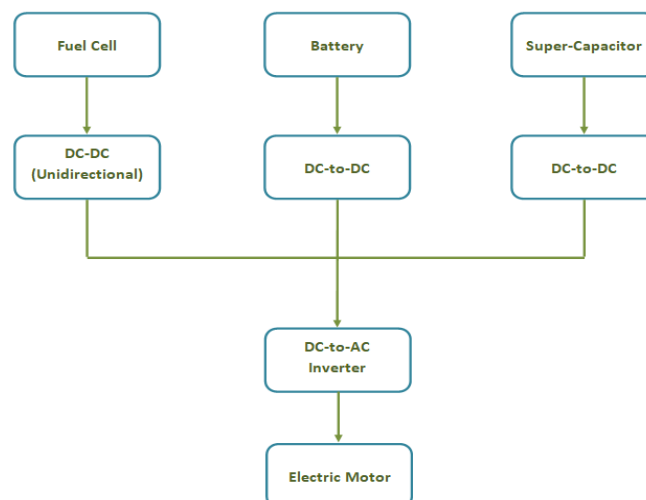 Fuel Cell
Battery
Super-Capacitor
DC-DC
(Unidirectional)
DC-to-DC
DC-to-DC
DC-to-AC
Inverter
Electric Motor